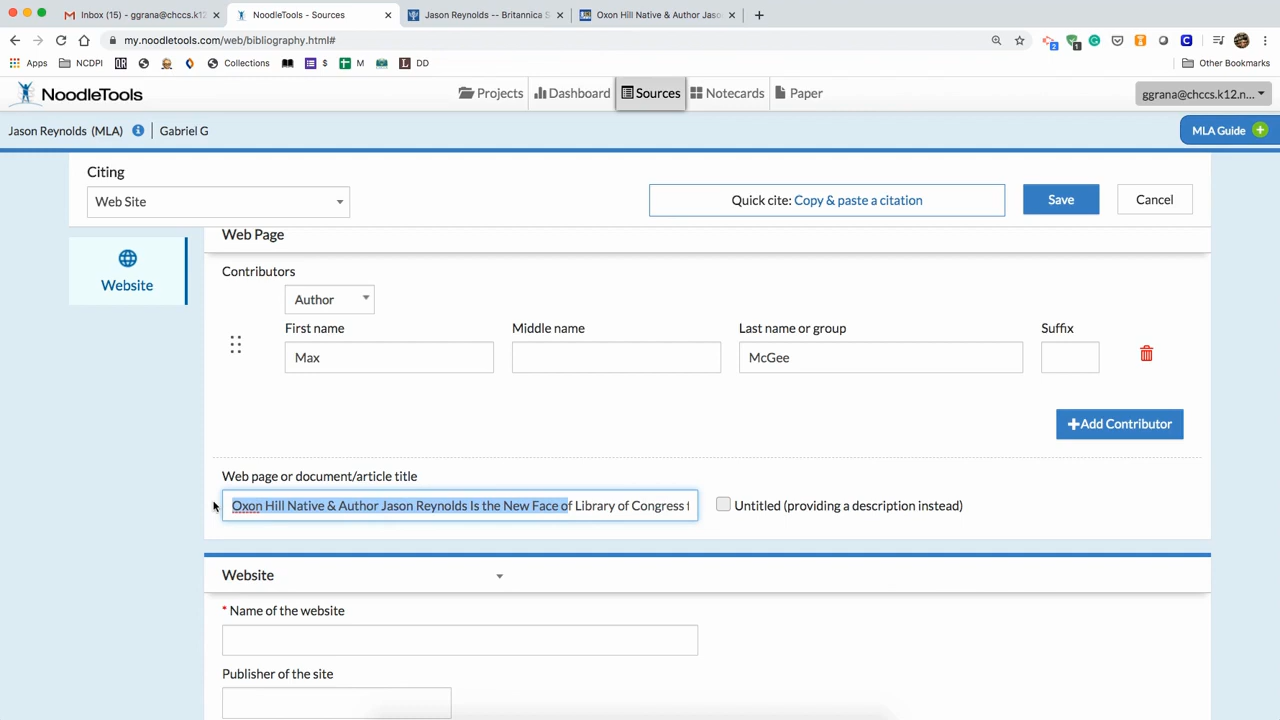 Inbox (15) - ggrana@chccs.k12
NoodleTools - Sources
Jason Reynolds -- Britannica S
Oxon Hill Native & Author Jaso
my.noodletools.com/web/bibliography.html#
Apps NCDPI Collections $ M DD Other Bookmarks
NoodleTools
Projects Dashboard Sources Notecards Paper
ggrana@chccs.k12.n...
Jason Reynolds (MLA) Gabriel G
MLA Guide
Citing
Web Site
Quick cite: Copy & paste a citation
Save
Cancel
Website
Web Page
Contributors
Author
First name Middle name Last name or group Suffix
Max McGee
Add Contributor
Web page or document/article title
Oxon Hill Native & Author Jason Reynolds Is the New Face of Library of Congress
Untitled (providing a description instead)
Website
* Name of the website
Publisher of the site